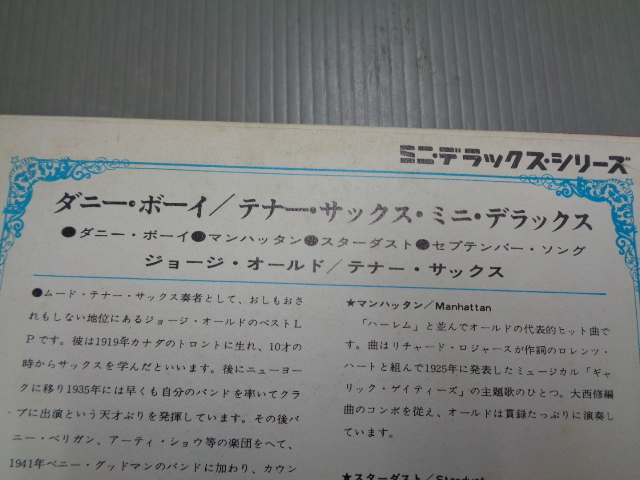 ミニ・デラックス・シリーズ
ダニー・ボーイ/テナー・サックス・ミニ・デラックス
●ダニー・ボーイ●マンハッタン●スターダスト●セプテンバー・ソング
ジョージ・オールド/テナー・サックス
●ムード・テナー・サックス奏者として、おしもおさ
れもしない地位にあるジョージ・オールドのベストL
Pです。彼は1919年カナダのトロントに生れ、10才の
時からサックスを学んだといいます。後にニューヨー
クに移り1935年には早くも自分のバンドを率いてクラ
ブに出演という天才ぶりを発揮しています。その後バ
ニー・ベリガン、アーティ・ショウ等の楽団をへて、
1941年ベニー・グッドマンのバンドに加わり、カウン
★マンハッタン/Manhattan
「ハーレム」と並んでオールドの代表的ヒット曲で
す。曲はリチャード・ロジャースが作詞のロレンツ・
ハートと組んで1925年に発表したミュージカル「ギャ
リック・ゲイティーズ」の主題歌のひとつ。大西修編
曲のコンボを従え、オールドは貫録たっぷりに演奏し
ています。
★スターダスト/Stardust